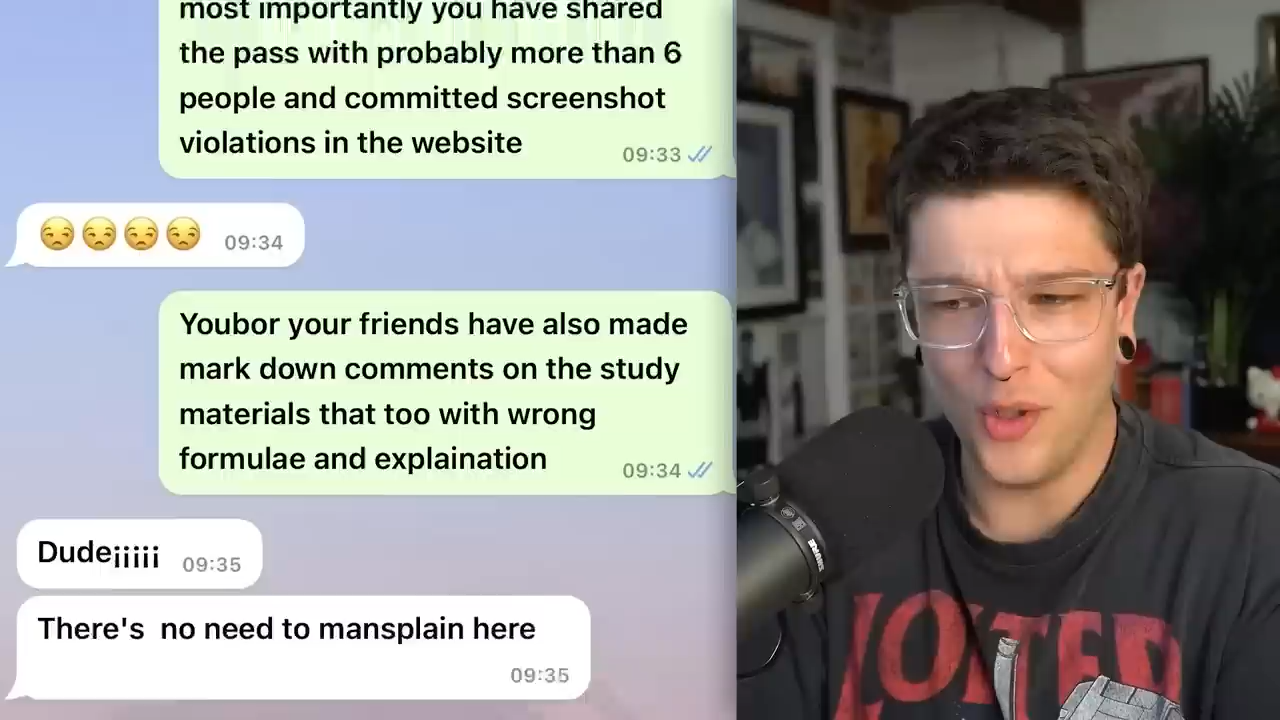 most importantly you have shared
the pass with probably more than 6
people and committed screenshot
violations in the website
09:33
😒😒😒😒 09:34
Youbor your friends have also made
mark down comments on the study
materials that too with wrong
formulae and explaination
09:34
Dude¡¡¡¡¡ 09:35
There's no need to mansplain here
09:35
SHURE